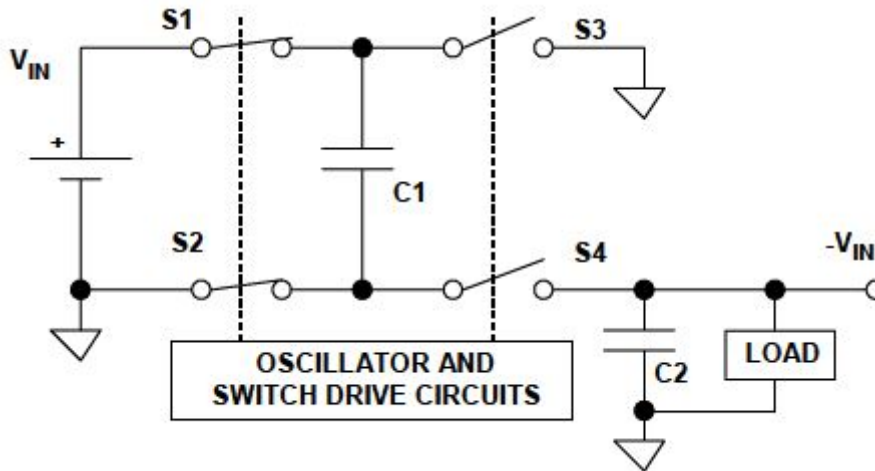 S1
S3
V_IN
+
C1
S2
S4
-V_IN
OSCILLATOR AND
SWITCH DRIVE CIRCUITS
C2
LOAD